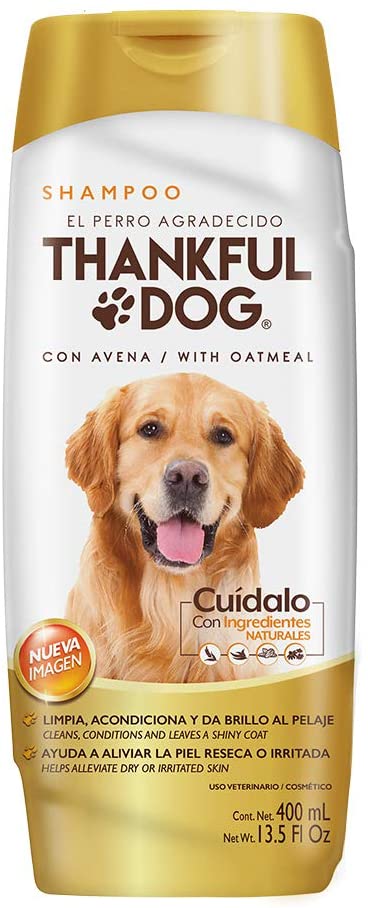 SHAMPOO
EL PERRO AGRADECIDO
THANKFUL
DOG®
CON AVENA / WITH OATMEAL
Cuídalo
Con Ingredientes
NATURALES
NUEVA
IMAGEN
LIMPIA, ACONDICIONA Y DA BRILLO AL PELAJE
CLEANS, CONDITIONS AND LEAVES A SHINY COAT
AYUDA A ALIVIAR LA PIEL RESECA O IRRITADA
HELPS ALLEVIATE DRY OR IRRITATED SKIN
USO VETERINARIO / COSMÉTICO
Cont. Net. 400 mL
Net Wt. 13.5 Fl Oz